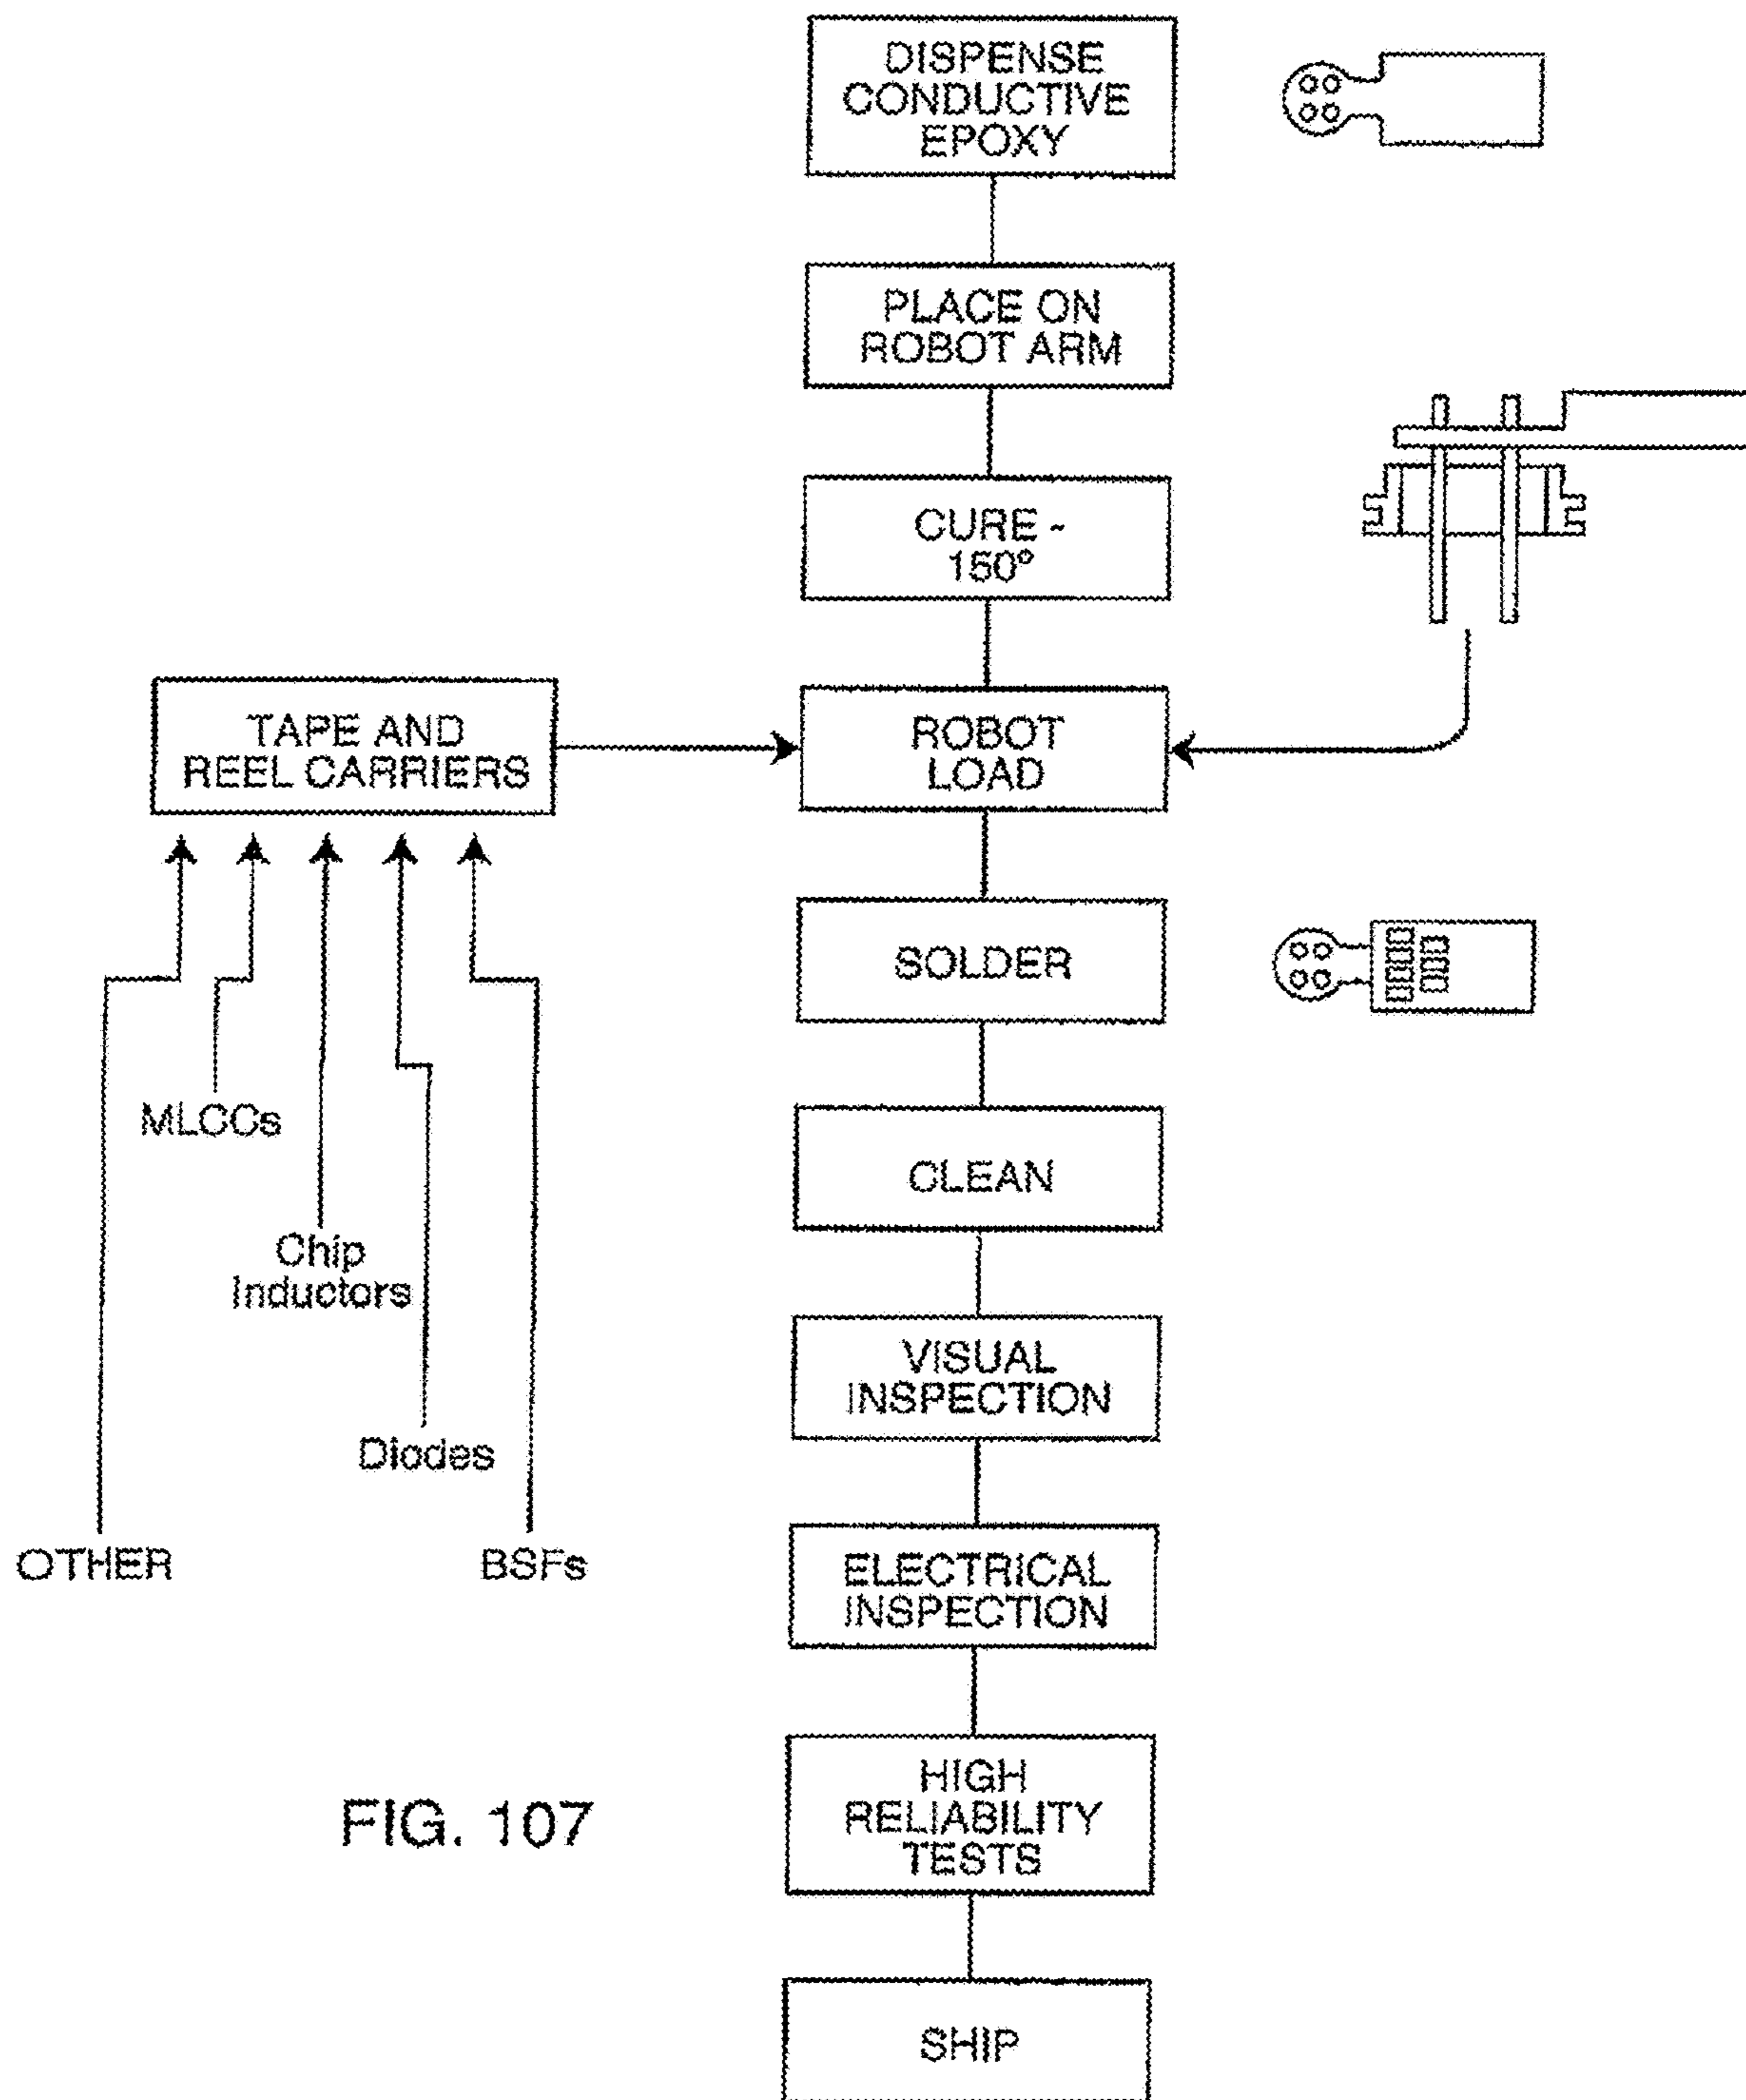 DISPENSE
CONDUCTIVE
EPOXY
PLACE ON
ROBOT ARM
CURE ~
150°
TAPE AND
REEL CARRIERS
ROBOT
LOAD
SOLDER
MLCCs
CLEAN
Chip
Inductors
VISUAL
INSPECTION
Diodes
OTHER
BSFs
ELECTRICAL
INSPECTION
HIGH
RELIABILITY
TESTS
FIG. 107
SHIP